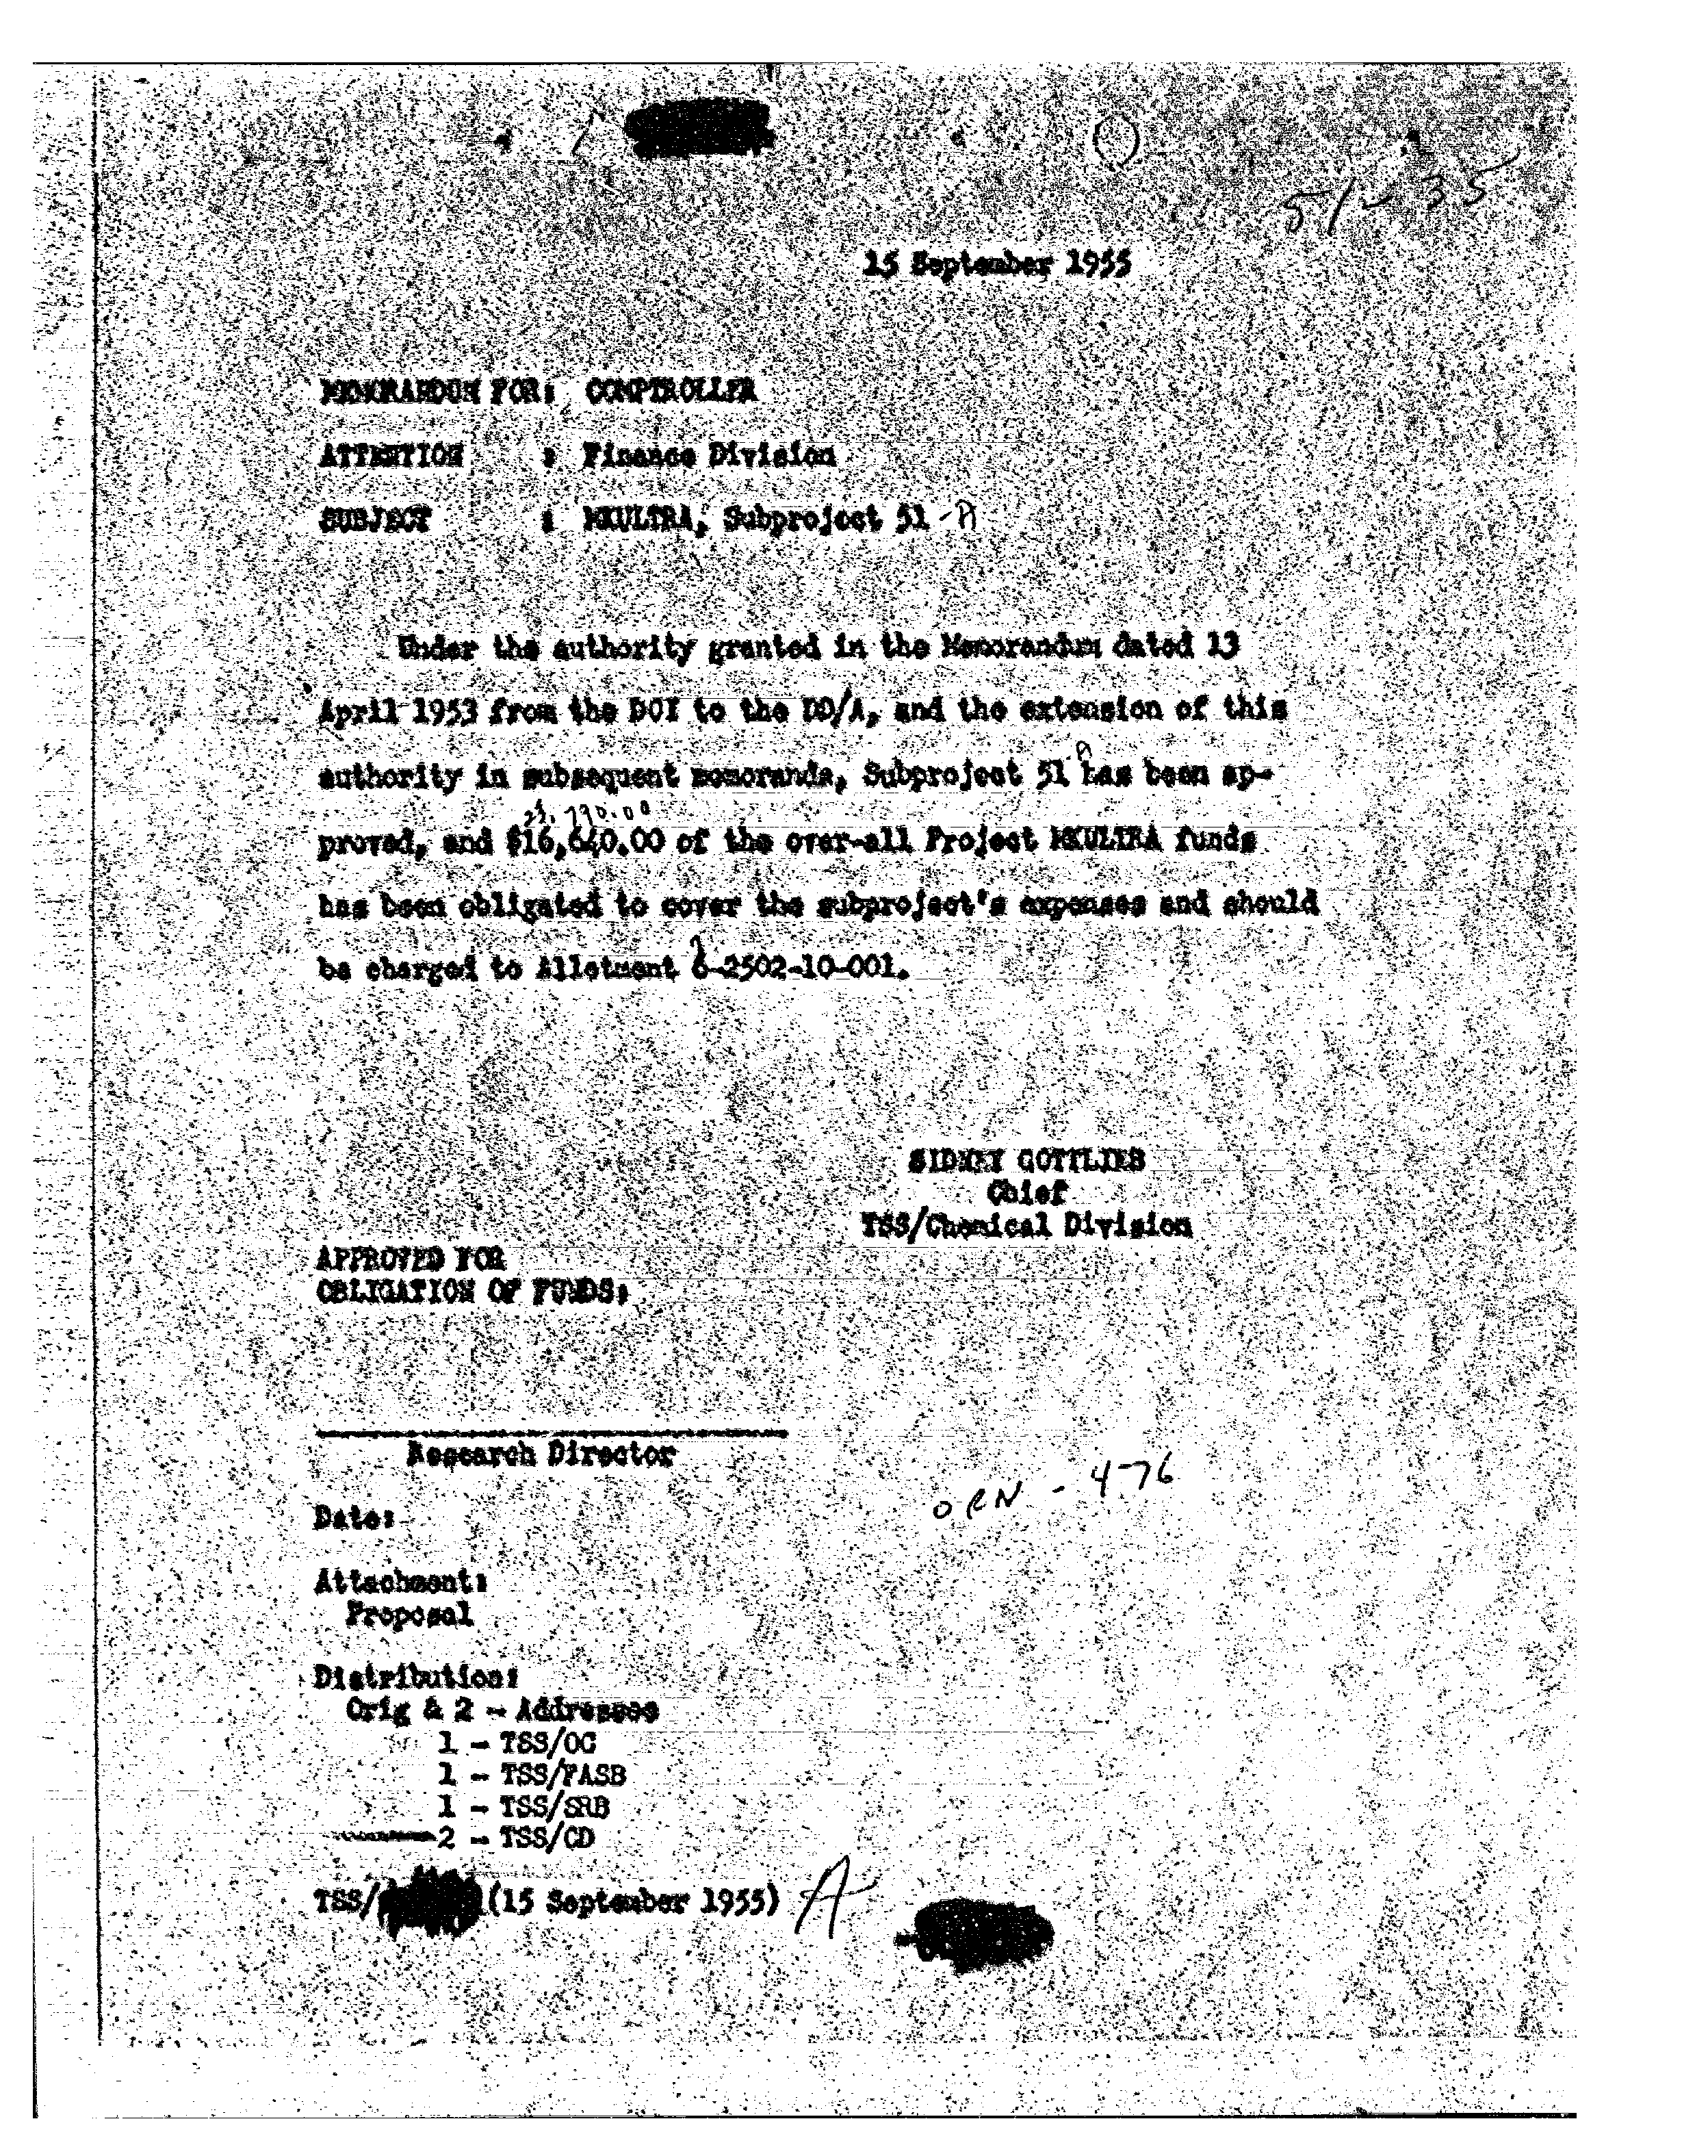 51-35
15 September 1955
MEMORANDUM FOR: COMPTROLLER
ATTENTION : Finance Division
SUBJECT : MKULTRA, Subproject 51-A
Under the authority granted in the Memorandum dated 13
April 1953 from the DCI to the DD/A, and the extension of this
A
authority in subsequent memoranda, Subproject 51 has been ap-
proved, and $16,640.00 of the over-all Project MKULTRA funds
has been obligated to cover the subproject's expenses and should
be charged to Allotment 6-2502-10-001.
SIDNEY GOTTLIEB
Chief
TSS/Chemical Division
APPROVED FOR
OBLIGATION OF FUNDS:
Research Director
ORN - 476
Date:
Attachment:
Proposal
Distribution:
Orig & 2 - Addressee
1 - TSS/OC
1 - TSS/FASB
1 - TSS/SRB
2 - TSS/CD
TSS/ (15 September 1955) A